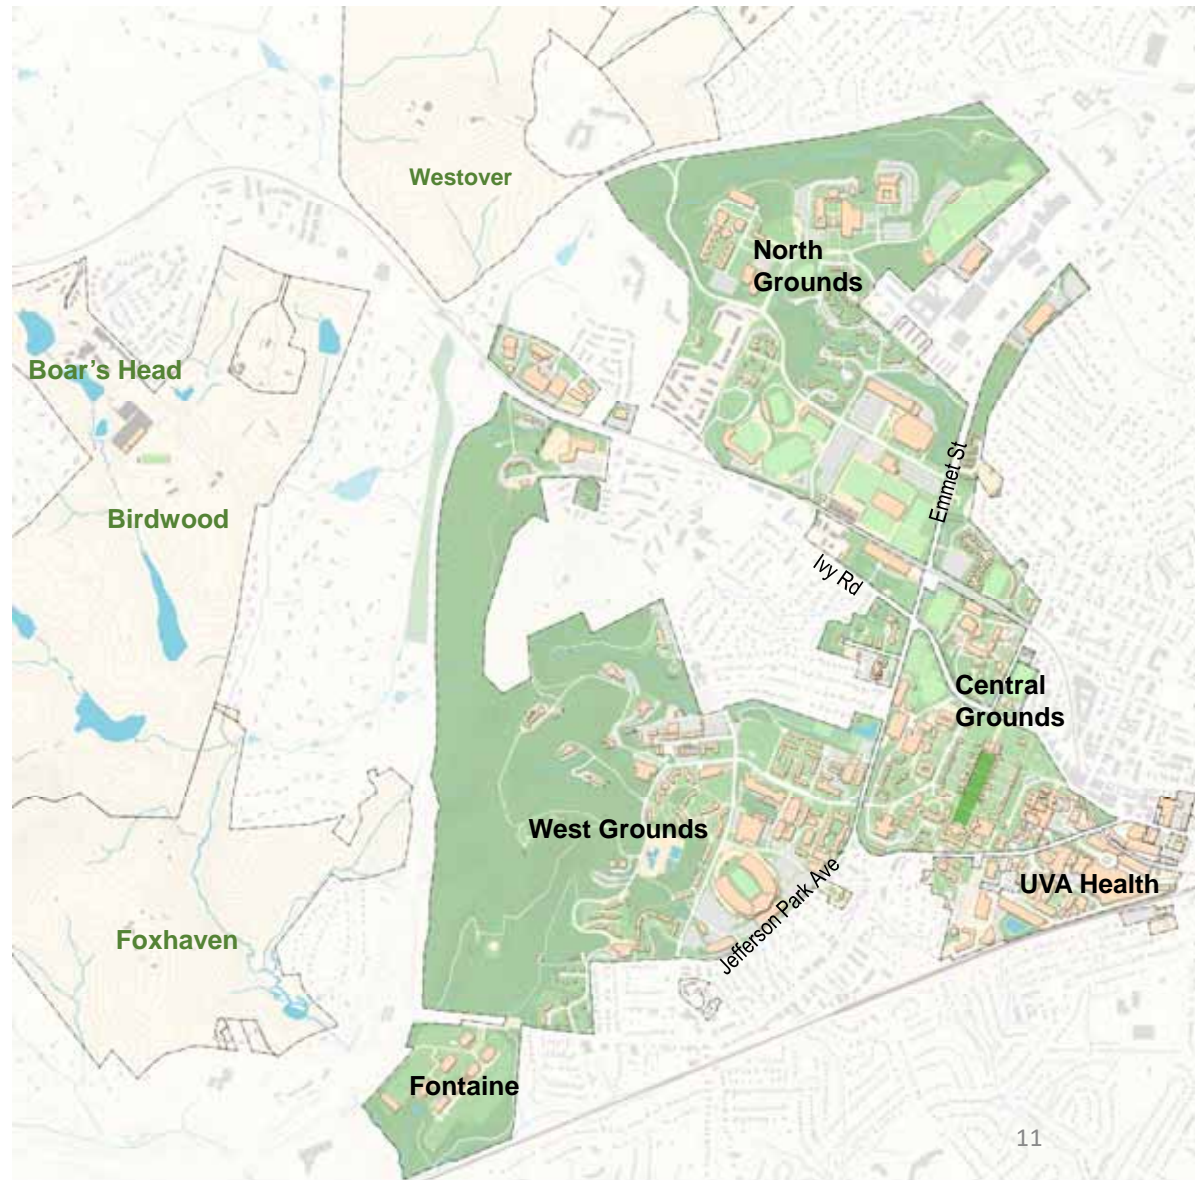 Westover
North
Grounds
Boar's Head
Emmet St
Birdwood
Ivy Rd
Central
Grounds
West Grounds
UVA Health
Jefferson Park Ave
Foxhaven
Fontaine
11